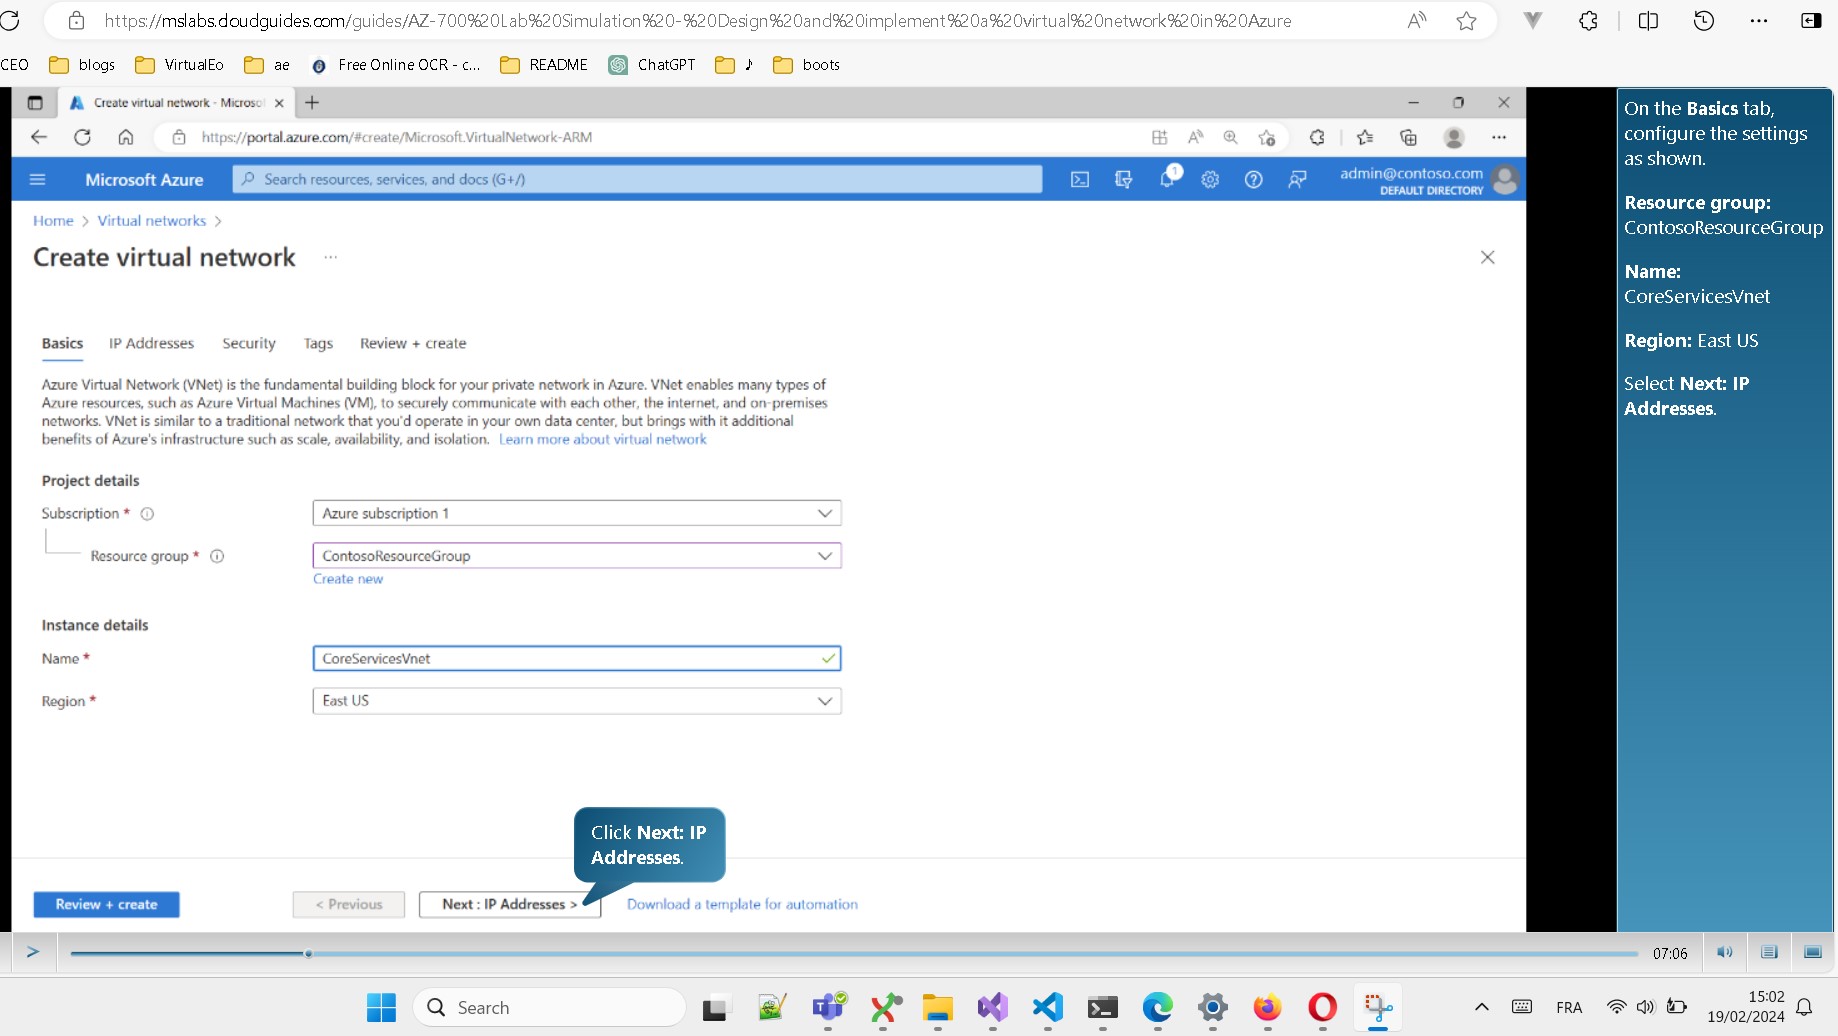 https://mslabs.cloudguides.com/guides/AZ-700%20Lab%20Simulation%20-%20Design%20and%20implement%20a%20virtual%20network%20in%20Azure
CEO
blogs
VirtualEo
ae
Free Online OCR - c...
README
ChatGPT
♪
boots
Create virtual network - Microsof
https://portal.azure.com/#create/Microsoft.VirtualNetwork-ARM
Microsoft Azure
Search resources, services, and docs (G+/)
1
admin@contoso.com
DEFAULT DIRECTORY
Home > Virtual networks >
Create virtual network ...
Basics IP Addresses Security Tags Review + create
Azure Virtual Network (VNet) is the fundamental building block for your private network in Azure. VNet enables many types of
Azure resources, such as Azure Virtual Machines (VM), to securely communicate with each other, the internet, and on-premises
networks. VNet is similar to a traditional network that you'd operate in your own data center, but brings with it additional
benefits of Azure's infrastructure such as scale, availability, and isolation. Learn more about virtual network
Project details
Subscription *
Azure subscription 1
Resource group *
ContosoResourceGroup
Create new
Instance details
Name *
CoreServicesVnet
Region *
East US
Click Next: IP
Addresses.
Review + create
< Previous
Next : IP Addresses >
Download a template for automation
On the Basics tab,
configure the settings
as shown.
Resource group:
ContosoResourceGroup
Name:
CoreServicesVnet
Region: East US
Select Next: IP
Addresses.
07:06
Search
FRA
15:02
19/02/2024